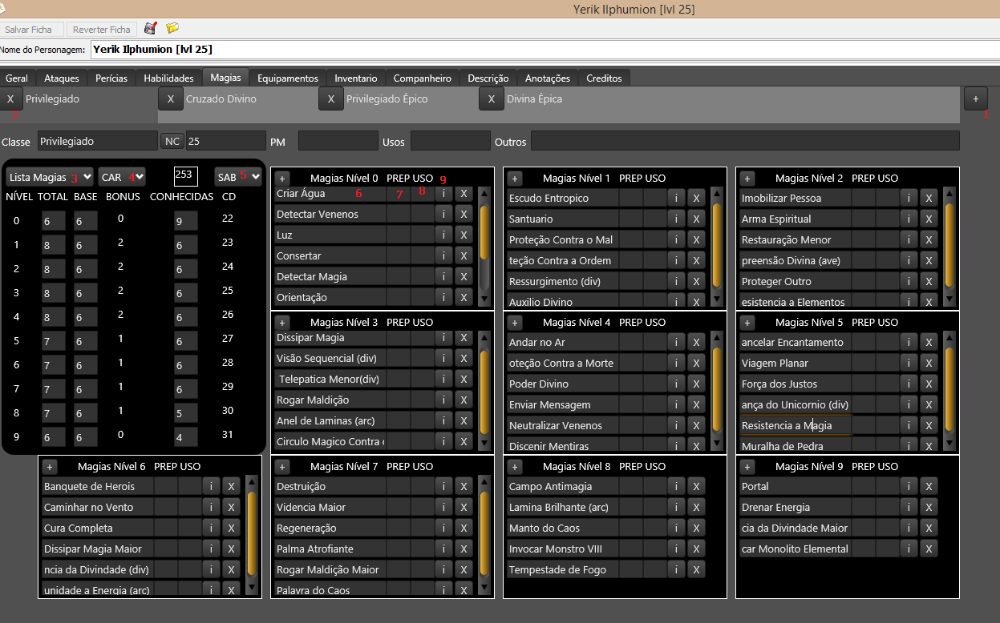 Yerik Ilphumion [lvl 25]
Salvar Ficha Reverter Ficha
Nome do Personagem: Yerik Ilphumion [lvl 25]
Geral Ataques Perícias Habilidades Magias Equipamentos Inventario Companheiro Descrição Anotações Creditos
X Privilegiado X Cruzado Divino X Privilegiado Épico X Divina Épica +
2 1
Classe Privilegiado NC 25 PM Usos Outros
Lista Magias 3 CAR 4 253 SAB 5
NÍVEL TOTAL BASE BONUS CONHECIDAS CD
0 6 6 0 9 22
1 8 6 2 6 23
2 8 6 2 6 24
3 8 6 2 6 25
4 8 6 2 6 26
5 7 6 1 6 27
6 7 6 1 6 28
7 7 6 1 6 29
8 7 6 1 5 30
9 6 6 0 4 31
+ Magias Nível 0 PREP USO 9
Criar Água 6 7 8 i X
Detectar Venenos i X
Luz i X
Consertar i X
Detectar Magia i X
Orientação i X
+ Magias Nível 1 PREP USO
Escudo Entropico i X
Santuario i X
Proteção Contra o Mal i X
teção Contra a Ordem i X
Ressurgimento (div) i X
Auxilio Divino i X
+ Magias Nível 2 PREP USO
Imobilizar Pessoa i X
Arma Espiritual i X
Restauração Menor i X
preensão Divina (ave) i X
Proteger Outro i X
esistencia a Elementos i X
+ Magias Nível 3 PREP USO
Dissipar Magia i X
Visão Sequencial (div) i X
Telepatica Menor(div) i X
Rogar Maldição i X
Anel de Laminas (arc) i X
Circulo Magico Contra i X
+ Magias Nível 4 PREP USO
Andar no Ar i X
oteção Contra a Morte i X
Poder Divino i X
Enviar Mensagem i X
Neutralizar Venenos i X
Discenir Mentiras i X
+ Magias Nível 5 PREP USO
ancelar Encantamento i X
Viagem Planar i X
Força dos Justos i X
ança do Unicornio (div) i X
Resistencia a Magia i X
Muralha de Pedra i X
+ Magias Nível 6 PREP USO
Banquete de Herois i X
Caminhar no Vento i X
Cura Completa i X
Dissipar Magia Maior i X
ncia da Divindade (div) i X
unidade a Energia (arc) i X
+ Magias Nível 7 PREP USO
Destruição i X
Videncia Maior i X
Regeneração i X
Palma Atrofiante i X
Rogar Maldição Maior i X
Palavra do Caos i X
+ Magias Nível 8 PREP USO
Campo Antimagia i X
Lamina Brilhante (arc) i X
Manto do Caos i X
Invocar Monstro VIII i X
Tempestade de Fogo i X
+ Magias Nível 9 PREP USO
Portal i X
Drenar Energia i X
cia da Divindade Maior i X
car Monolito Elemental i X